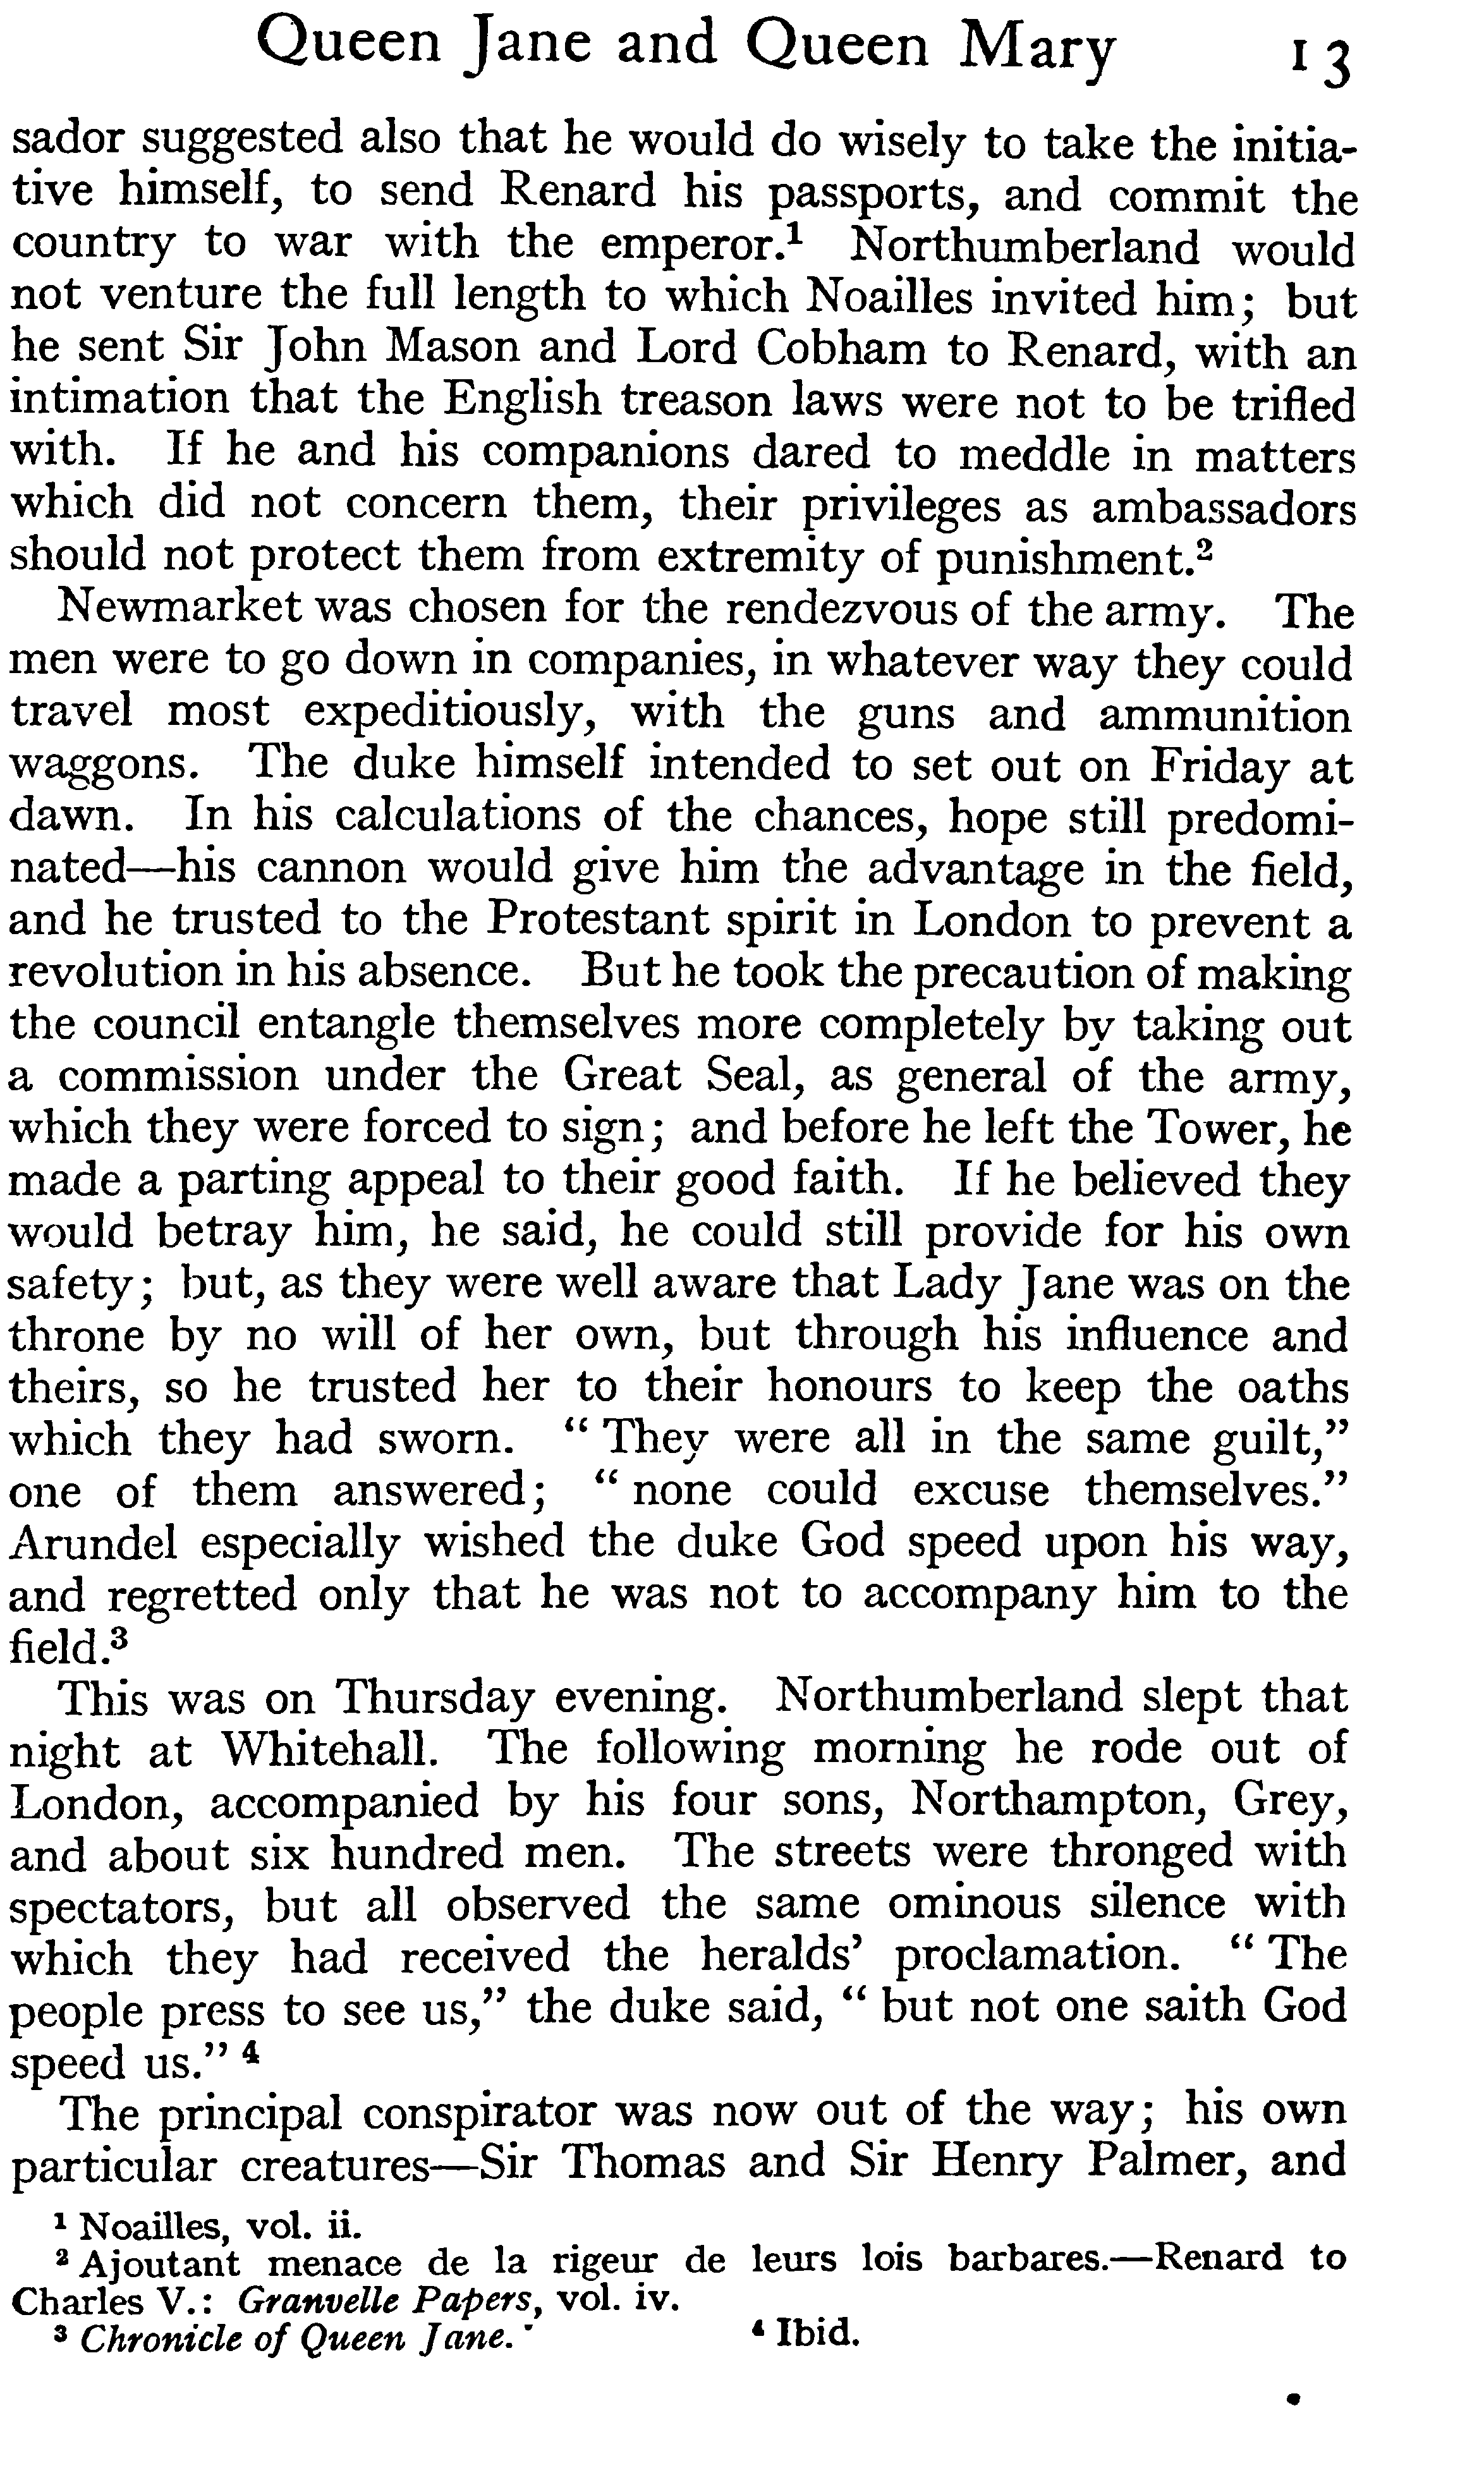 Queen Jane and Queen Mary 13
sador suggested also that he would do wisely to take the initia-
tive himself, to send Renard his passports, and commit the
country to war with the emperor.¹ Northumberland would
not venture the full length to which Noailles invited him; but
he sent Sir John Mason and Lord Cobham to Renard, with an
intimation that the English treason laws were not to be trifled
with. If he and his companions dared to meddle in matters
which did not concern them, their privileges as ambassadors
should not protect them from extremity of punishment.²
Newmarket was chosen for the rendezvous of the army. The
men were to go down in companies, in whatever way they could
travel most expeditiously, with the guns and ammunition
waggons. The duke himself intended to set out on Friday at
dawn. In his calculations of the chances, hope still predomi-
nated—his cannon would give him the advantage in the field,
and he trusted to the Protestant spirit in London to prevent a
revolution in his absence. But he took the precaution of making
the council entangle themselves more completely by taking out
a commission under the Great Seal, as general of the army,
which they were forced to sign; and before he left the Tower, he
made a parting appeal to their good faith. If he believed they
would betray him, he said, he could still provide for his own
safety; but, as they were well aware that Lady Jane was on the
throne by no will of her own, but through his influence and
theirs, so he trusted her to their honours to keep the oaths
which they had sworn. “They were all in the same guilt,”
one of them answered; “none could excuse themselves.”
Arundel especially wished the duke God speed upon his way,
and regretted only that he was not to accompany him to the
field.³
This was on Thursday evening. Northumberland slept that
night at Whitehall. The following morning he rode out of
London, accompanied by his four sons, Northampton, Grey,
and about six hundred men. The streets were thronged with
spectators, but all observed the same ominous silence with
which they had received the heralds’ proclamation. “The
people press to see us,” the duke said, “but not one saith God
speed us.” ⁴
The principal conspirator was now out of the way; his own
particular creatures—Sir Thomas and Sir Henry Palmer, and
¹ Noailles, vol. ii.
² Ajoutant menace de la rigeur de leurs lois barbares.—Renard to
Charles V.: Granvelle Papers, vol. iv.
³ Chronicle of Queen Jane. ⁴ Ibid.